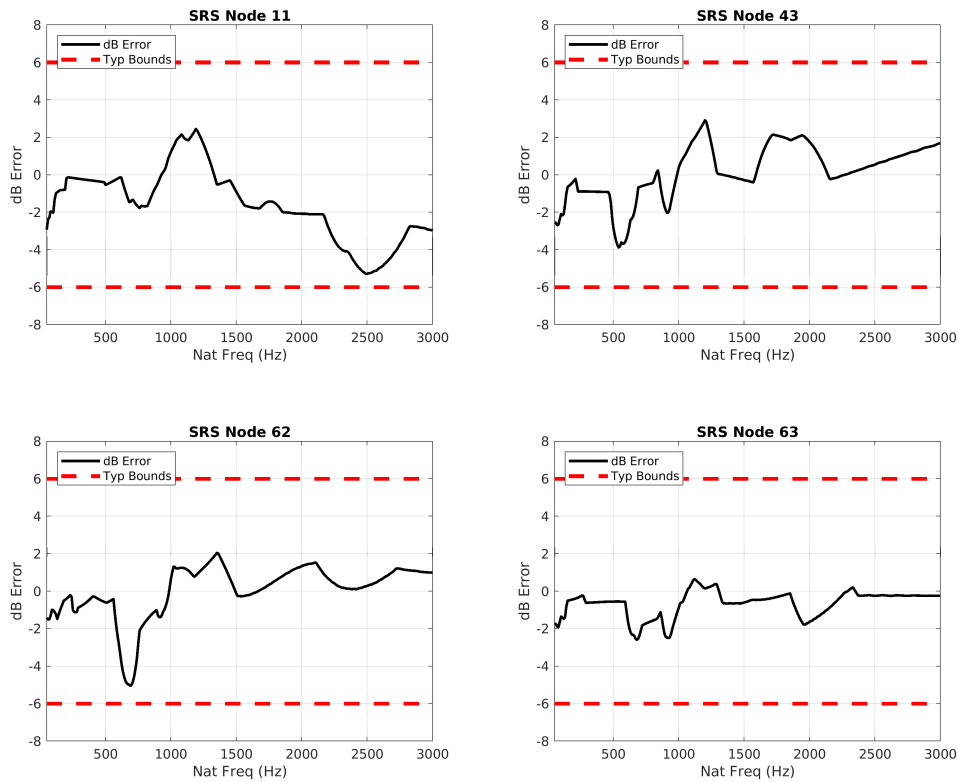 SRS Node 11
8
6
4
2
0
-2
-4
-6
-8
dB Error
dB Error
Typ Bounds
500 1000 1500 2000 2500 3000
Nat Freq (Hz)
SRS Node 43
8
6
4
2
0
-2
-4
-6
-8
dB Error
dB Error
Typ Bounds
500 1000 1500 2000 2500 3000
Nat Freq (Hz)
SRS Node 62
8
6
4
2
0
-2
-4
-6
-8
dB Error
dB Error
Typ Bounds
500 1000 1500 2000 2500 3000
Nat Freq (Hz)
SRS Node 63
8
6
4
2
0
-2
-4
-6
-8
dB Error
dB Error
Typ Bounds
500 1000 1500 2000 2500 3000
Nat Freq (Hz)